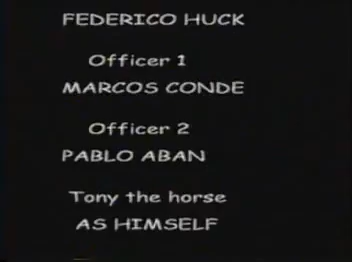 FEDERICO HUCK
Officer 1
MARCOS CONDE
Officer 2
PABLO ABAN
Tony the horse
AS HIMSELF